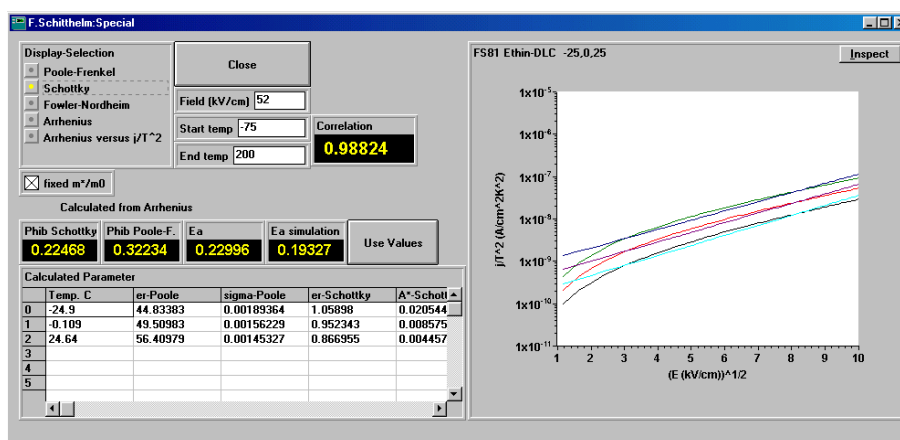 F.Schitthelm:Special
Display-Selection
Poole-Frenkel
Schottky
Fowler-Nordheim
Arrhenius
Arrhenius versus j/T^2
Close
Field (kV/cm) 52
Start temp -75
End temp 200
Correlation
0.98824
fixed m*/m0
Calculated from Arrhenius
Phib Schottky Phib Poole-F. Ea Ea simulation
0.22468 0.32234 0.22996 0.19327
Use Values
Calculated Parameter
Temp. C er-Poole sigma-Poole er-Schottky A*-Schott
0 -24.9 44.83383 0.00189364 1.05898 0.020544
1 -0.109 49.50983 0.00156229 0.952343 0.008575
2 24.64 56.40979 0.00145327 0.866955 0.004457
3
4
5
FS81 Ethin-DLC -25,0,25
Inspect
1x10-5
1x10-6
1x10-7
1x10-8
1x10-9
1x10-10
1x10-11
j/T^2 (A/cm^2K^2)
1 2 3 4 5 6 7 8 9 10
(E (kV/cm))^1/2